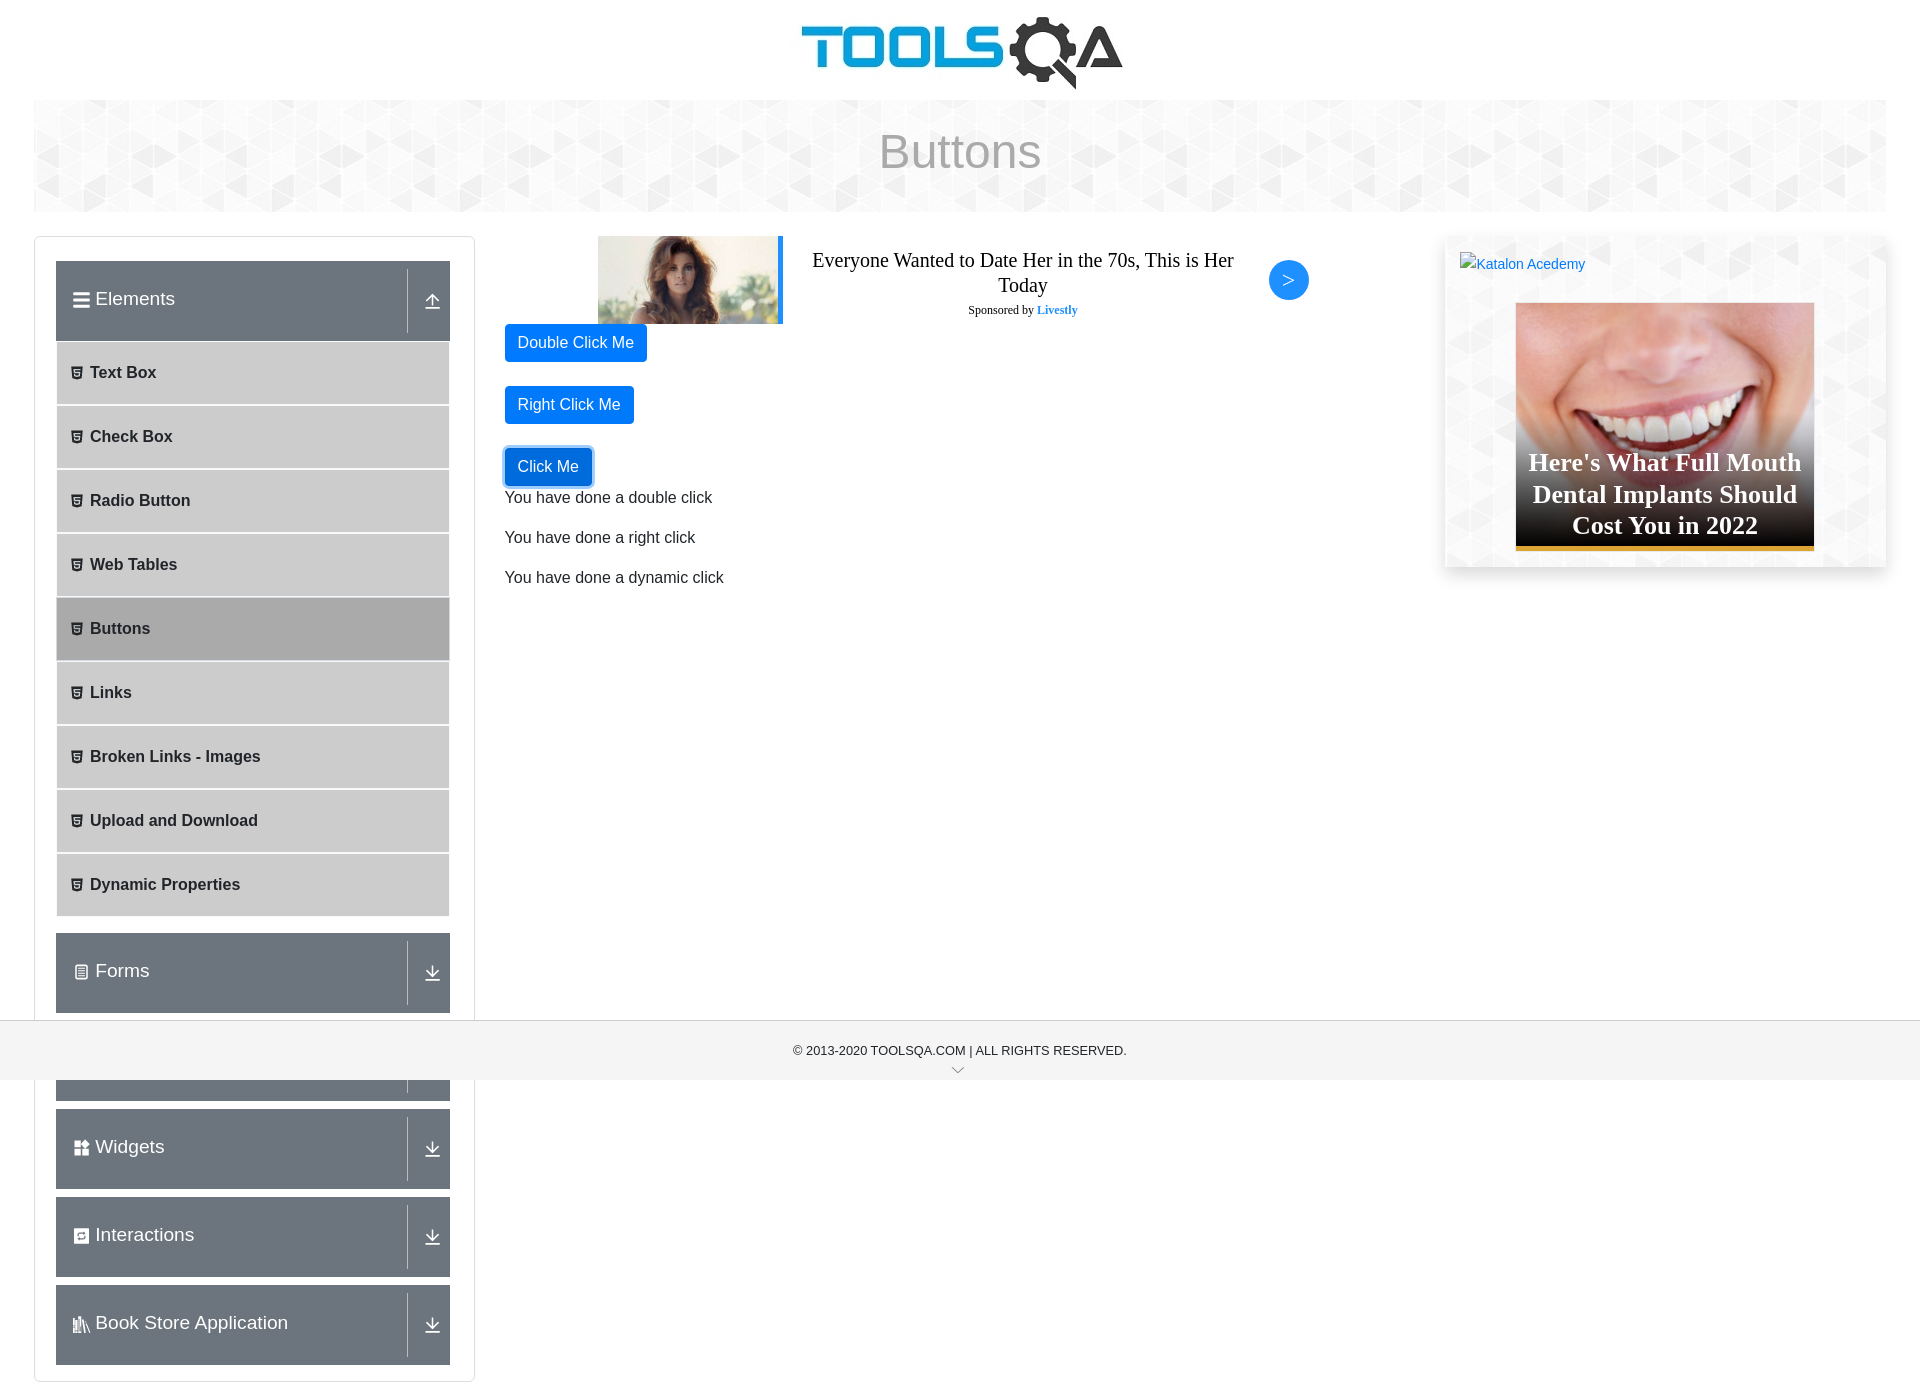 TOOLSQA
Buttons
Elements
Text Box
Check Box
Radio Button
Web Tables
Buttons
Links
Broken Links - Images
Upload and Download
Dynamic Properties
Forms
Widgets
Interactions
Book Store Application
Everyone Wanted to Date Her in the 70s, This is Her
Today
Sponsored by Livestly
>
Double Click Me
Right Click Me
Click Me
You have done a double click
You have done a right click
You have done a dynamic click
Katalon Acedemy
Here's What Full Mouth
Dental Implants Should
Cost You in 2022
© 2013-2020 TOOLSQA.COM | ALL RIGHTS RESERVED.